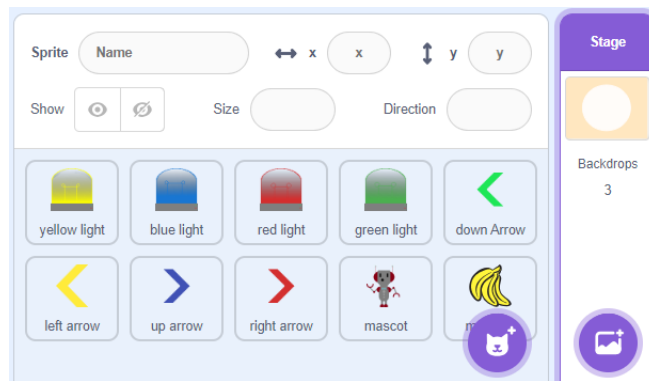 Sprite Name x x y y Stage
Show Size Direction
Backdrops
3
yellow light blue light red light green light down Arrow
left arrow up arrow right arrow mascot